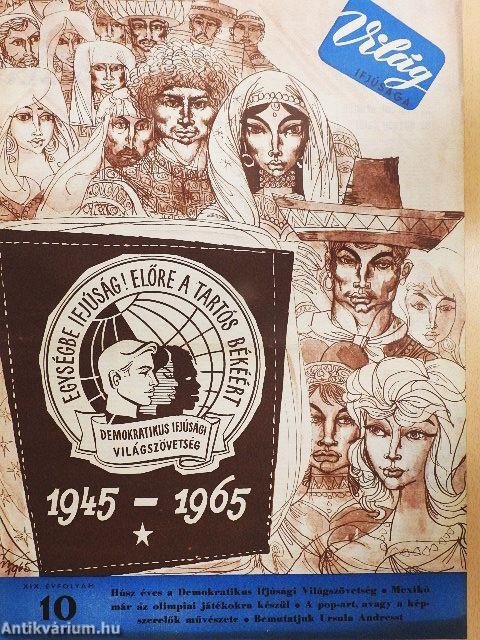 Világ
IFJÚSÁGA
EGYSÉGBE IFJÚSÁG! ELŐRE A TARTÓS BÉKÉÉRT
DEMOKRATIKUS IFJÚSÁGI
VILÁGSZÖVETSÉG
1945 – 1965
XIX. ÉVFOLYAM
10
Húsz éves a Demokratikus Ifjúsági Világszövetség • Mexikó
már az olimpiai játékokra készül • A pop-art, avagy a kép-
szerelők művészete • Bemutatjuk Ursula Andresst
Antikvárium.hu